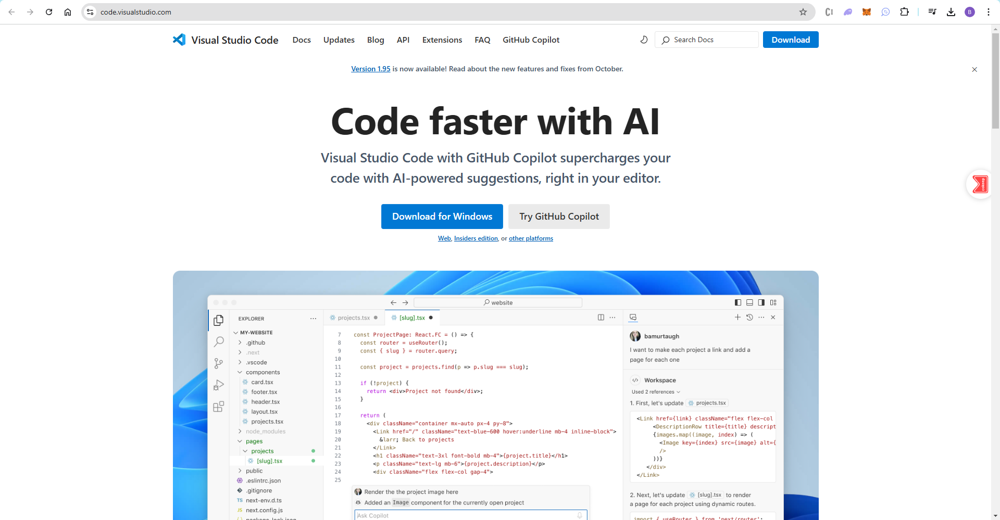 code.visualstudio.com
B
Visual Studio Code Docs Updates Blog API Extensions FAQ GitHub Copilot Search Docs Download
Version 1.95 is now available! Read about the new features and fixes from October.
Code faster with AI
Visual Studio Code with GitHub Copilot supercharges your
code with AI-powered suggestions, right in your editor.
Download for Windows Try GitHub Copilot
Web, Insiders edition, or other platforms
website
EXPLORER
MY-WEBSITE
.github
.next
.vscode
components
card.tsx
footer.tsx
header.tsx
layout.tsx
projects.tsx
node_modules
pages
projects
[slug].tsx
public
.eslintrc.json
.gitignore
TS next-env.d.ts
JS next.config.js
package-lock.json
projects.tsx [slug].tsx
7 const ProjectPage: React.FC = () => {
8 const router = useRouter();
9 const { slug } = router.query;
10
11 const project = projects.find(p => p.slug === slug);
12
13 if (!project) {
14 return <div>Project not found</div>;
15 }
16
17 return (
18 <div className="container mx-auto px-4 py-8">
19 <Link href="/" className="text-blue-600 hover:underline mb-4 inline-block">
20 &larr; Back to projects
21 </Link>
22 <h1 className="text-3xl font-bold mb-4">{project.title}</h1>
23 <p className="text-lg mb-6">{project.description}</p>
24 <div className="flex flex-col gap-4">
25
Render the the project image here
Added an Image component for the currently open project
Ask Copilot
bamurtaugh
I want to make each project a link and add a
page for each one
Workspace
Used 2 references
1. First, let's update projects.tsx
<Link href={link} className="flex flex-col
<DescriptionRow title={title} descript
{images.map((image, index) => (
<Image key={index} src={image} alt={
/>
))}
</div>
</Link>
2. Next, let's update [slug].tsx to render
a page for each project using dynamic routes.
import { useRouter } from 'next/router';